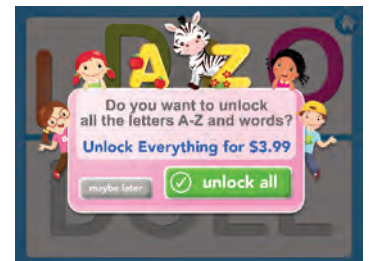 A Z
Do you want to unlock
all the letters A-Z and words?
Unlock Everything for $3.99
maybe later
unlock all